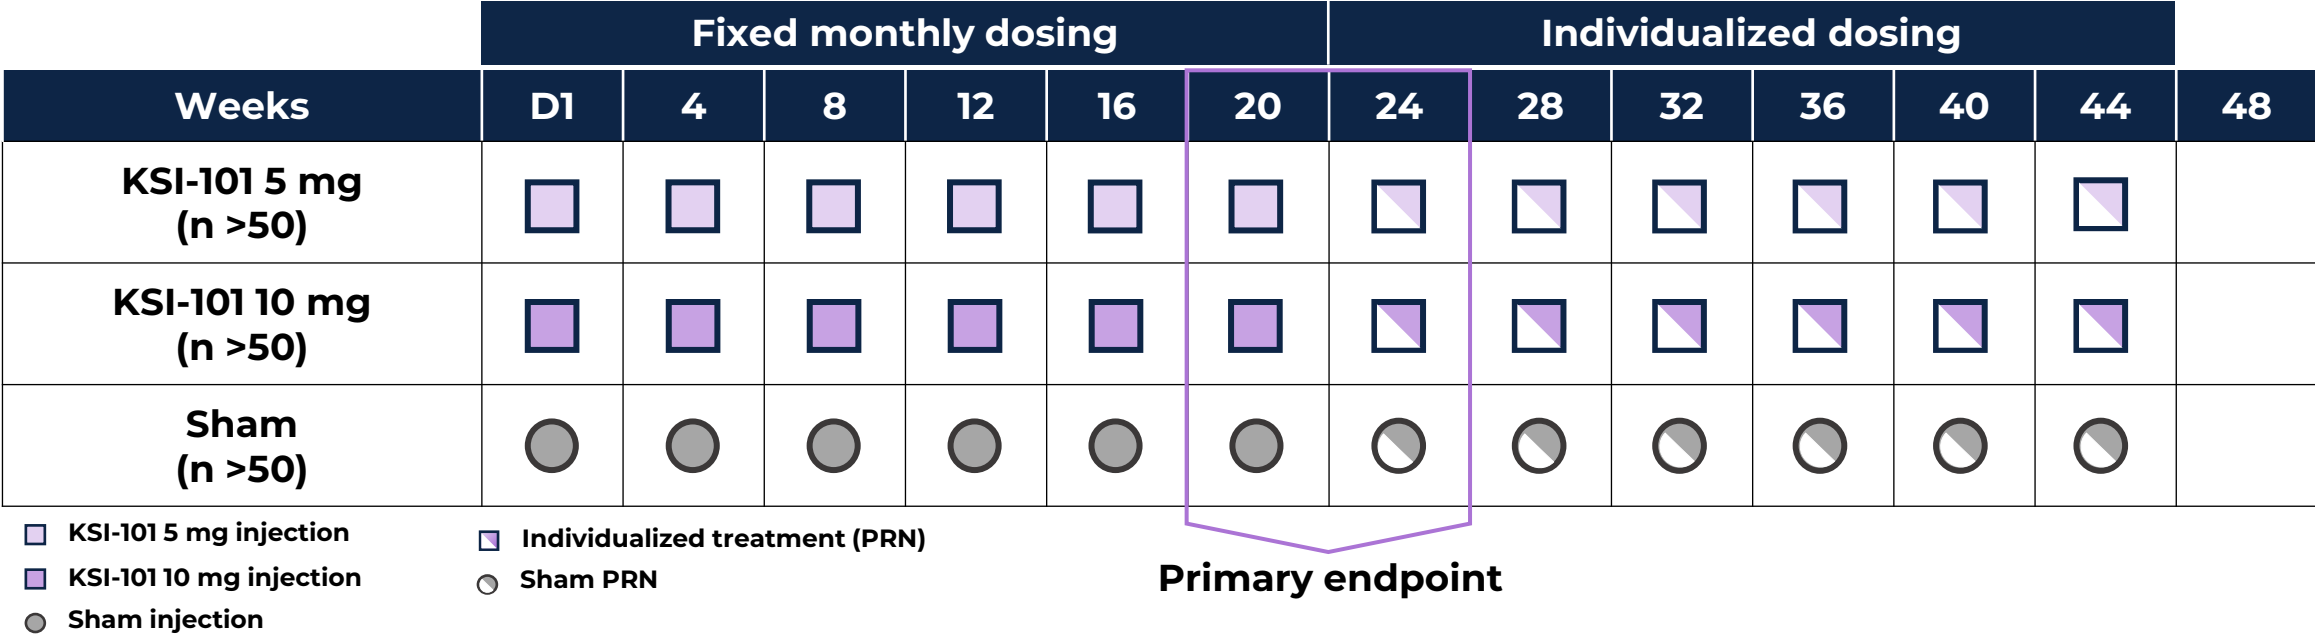 Fixed monthly dosing
Individualized dosing
Weeks D1 4 8 12 16 20 24 28 32 36 40 44 48
KSI-101 5 mg
(n >50)
KSI-101 10 mg
(n >50)
Sham
(n >50)
KSI-101 5 mg injection
KSI-101 10 mg injection
Sham injection
Individualized treatment (PRN)
Sham PRN
Primary endpoint